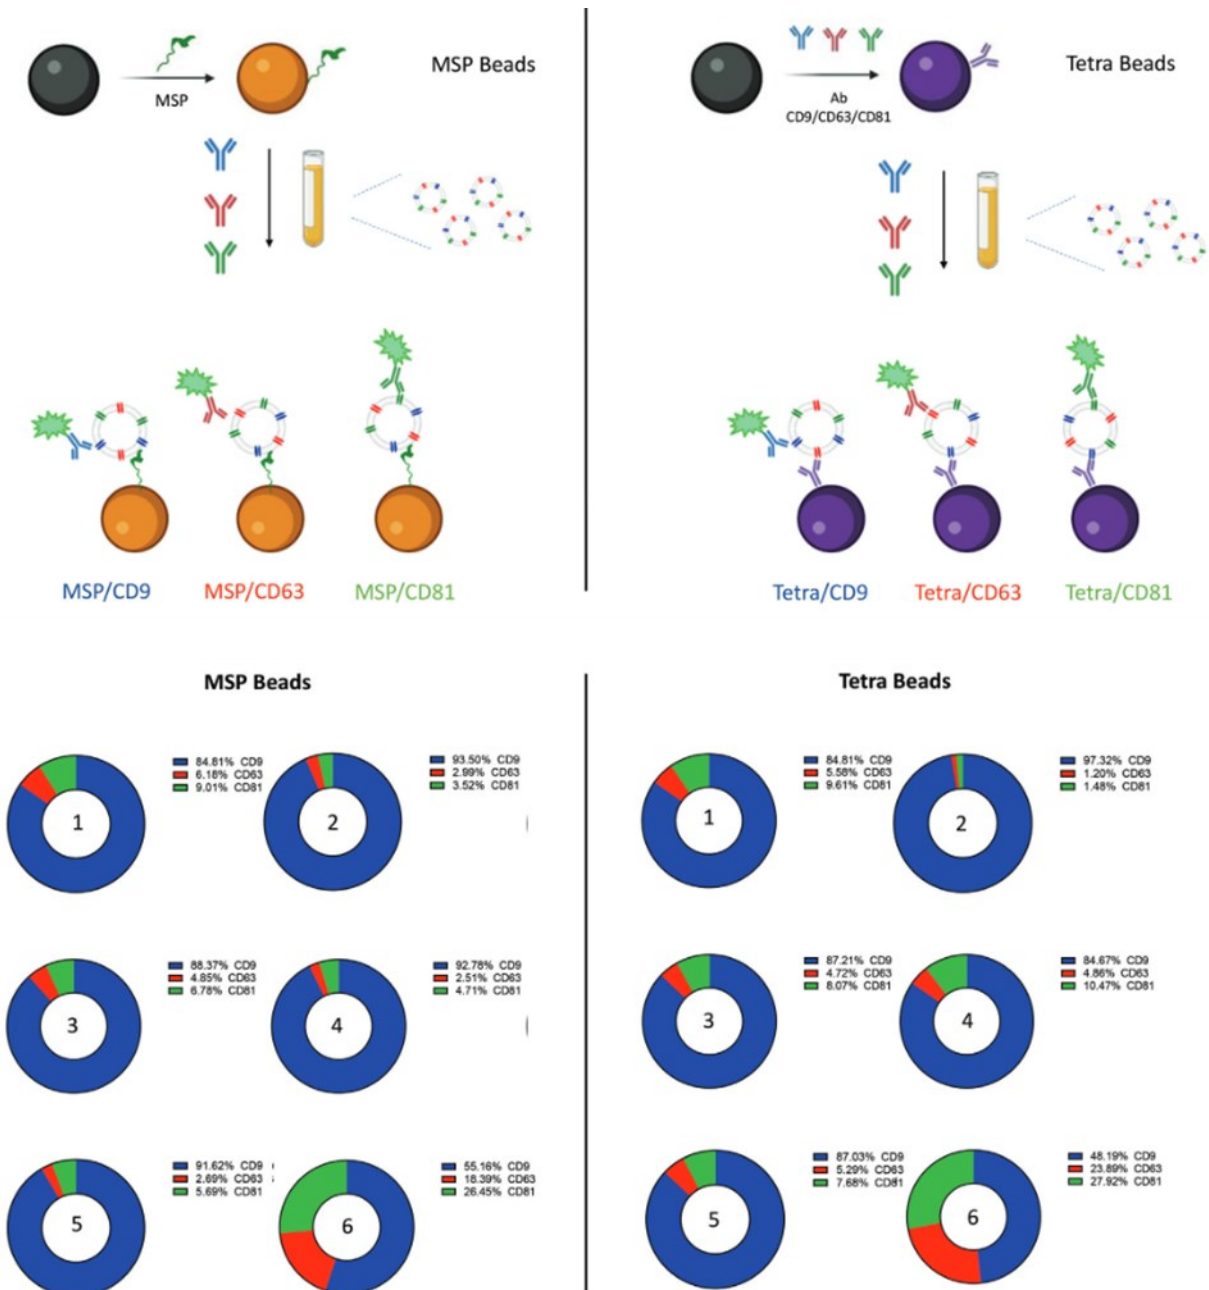 MSP Beads
MSP
Tetra Beads
Ab
CD9/CD63/CD81
MSP/CD9
MSP/CD63
MSP/CD81
Tetra/CD9
Tetra/CD63
Tetra/CD81
MSP Beads
1
84.81% CD9
6.18% CD63
9.01% CD81
2
93.50% CD9
2.99% CD63
3.52% CD81
3
88.37% CD9
4.85% CD63
6.78% CD81
4
92.78% CD9
2.51% CD63
4.71% CD81
5
91.62% CD9
2.69% CD63
5.69% CD81
6
55.16% CD9
18.39% CD63
26.45% CD81
Tetra Beads
1
84.81% CD9
5.58% CD63
9.61% CD81
2
97.32% CD9
1.20% CD63
1.48% CD81
3
87.21% CD9
4.72% CD63
8.07% CD81
4
84.67% CD9
4.86% CD63
10.47% CD81
5
87.03% CD9
5.29% CD63
7.68% CD81
6
48.19% CD9
23.89% CD63
27.92% CD81